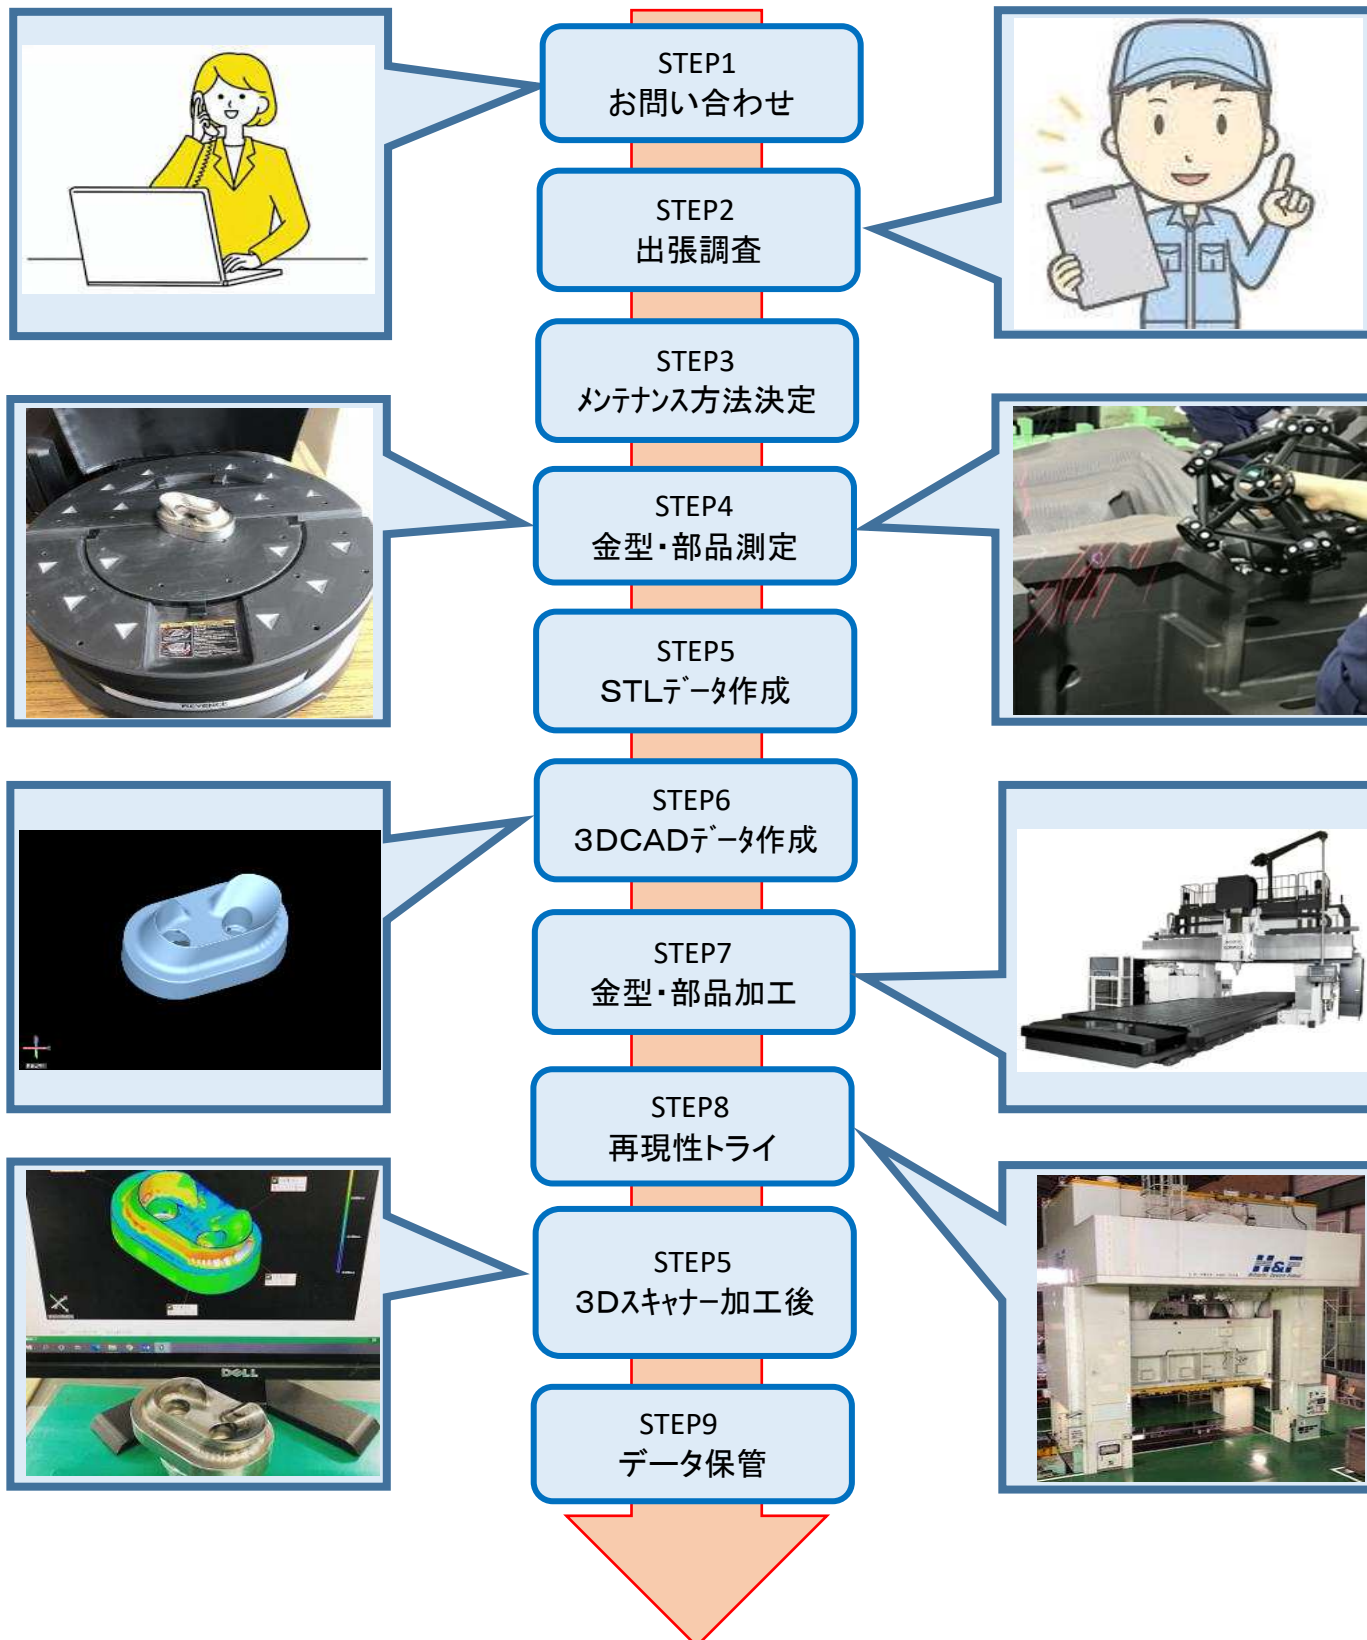 STEP1
お問い合わせ
STEP2
出張調査
STEP3
ﾒﾝﾃﾅﾝｽ方法決定
STEP4
金型・部品測定
KEYENCE
STEP5
STLﾃﾞｰﾀ作成
STEP6
3DCADﾃﾞｰﾀ作成
STEP7
金型・部品加工
STEP8
再現性ﾄﾗｲ
H&F
STEP5
3Dｽｷｬﾅｰ加工後
DELL
STEP9
データ保管